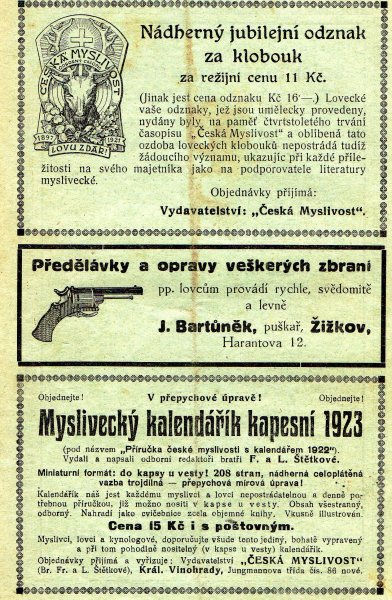 ČESKÁ MYSLIVOST
1897 1921
LOVU ZDAR!
Nádherný jubilejní odznak
za klobouk
za režijní cenu 11 Kč.
(Jinak jest cena odznaku Kč 16·—.) Lovecké
vaše odznaky, jež jsou umělecky provedeny,
nydány byly na paměť čtvrtstoletého trvání
časopisu „Česká Myslivost“ a oblíbená tato
ozdoba loveckých klobouků nepostrádá tudíž
žádoucího významu, ukazujíc při každé příle-
žitosti na svého majetníka jako na podporovatele literatury
myslivecké.
Objednávky přijímá:
Vydavatelství: „Česká Myslivost“.
Předělávky a opravy veškerých zbraní
pp. lovcům provádí rychle, svědomitě
a levně
J. Bartůněk, puškař, Žižkov,
Harantova 12.
Objednejte! V přepychové úpravě! Objednejte!
Myslivecký kalendářík kapesní 1923
(pod názvem „Příručka české myslivosti s kalendářem 1922“)
Vydali a napsali odborní redaktoři bratři F. a L. Štětkové.
Miniaturní formát: do kapsy u vesty! 208 stran, nádherná celoplátěná
vazba trojdílná — přepychová mírová úprava!
Kalendářík náš jest každému myslivci a lovci nepostrádatelnou a denně po-
třebnou příručkou, již možno nositi v kapse u vesty. Obsah všestranný,
odborný. Nahradí jako cvičebnice zcela objemné knihy. Vkusně illustrován.
Cena 15 Kč i s poštovným.
Myslivci, lovci a kynologové, doporučujte všude tento jediný, bohatě vypravený
a při tom pohodlně nositelný (v kapse u vesty) kalendářík.
Objednávky přijímá a vyřizuje: Vydavatelství „ČESKÁ MYSLIVOST“
(Br. Fr. a L. Štětkové), Král. Vinohrady, Jungmannova třída čís. 86 nové.